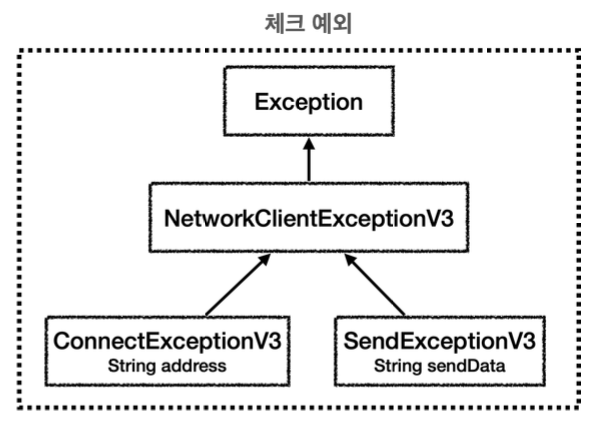 체크 예외
Exception
NetworkClientExceptionV3
ConnectExceptionV3
String address
SendExceptionV3
String sendData